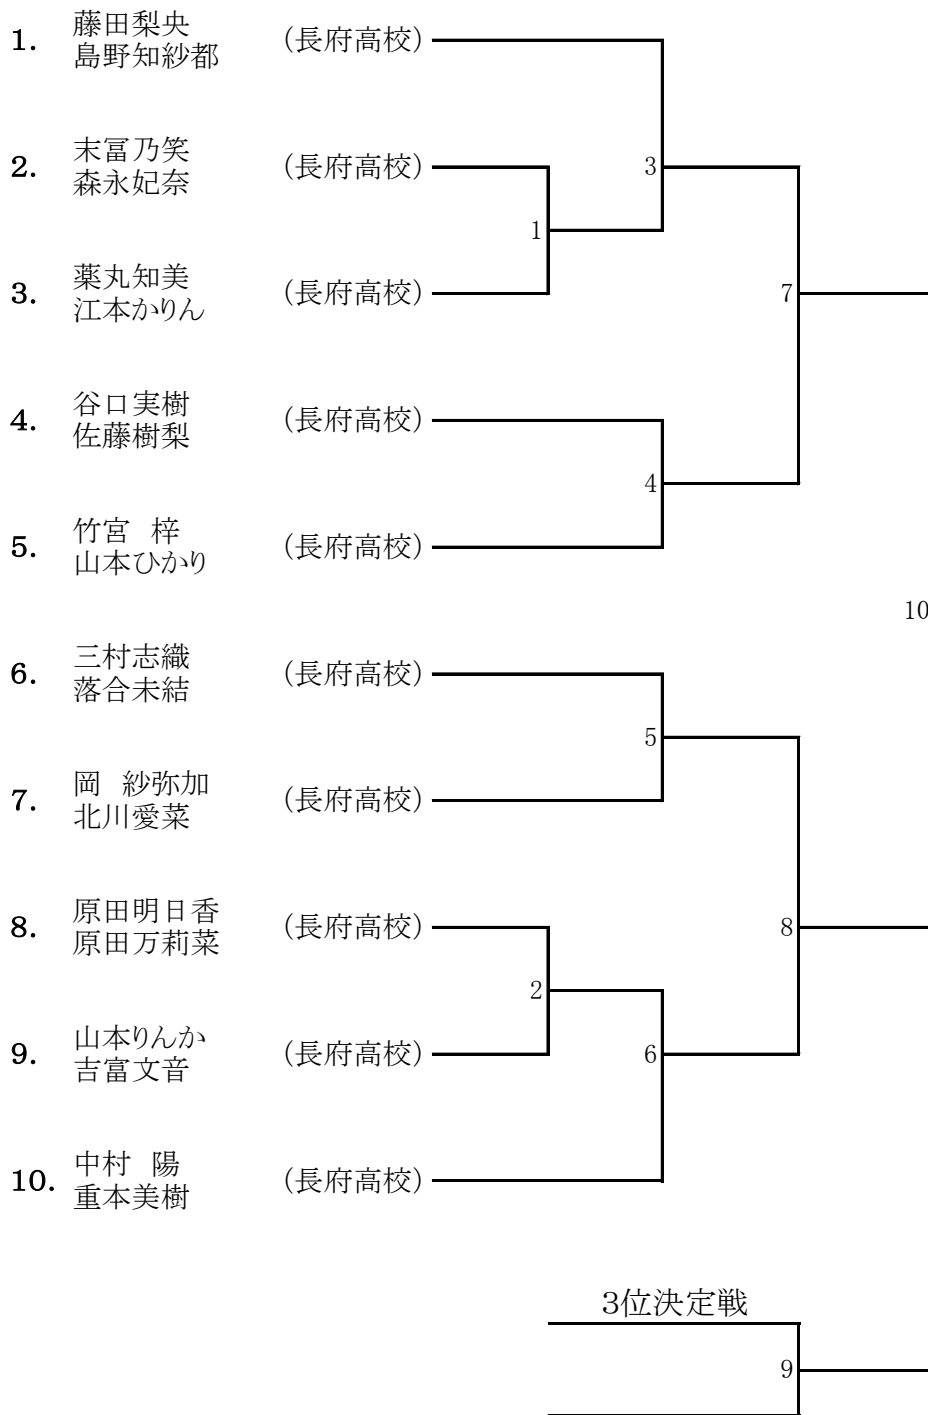 藤田梨央
1. (長府高校)
島野知紗都
末冨乃笑
2. (長府高校) 3
森永妃奈
1
薬丸知美
3. (長府高校) 7
江本かりん
谷口実樹
4. (長府高校)
佐藤樹梨
4
竹宮 梓
5. (長府高校)
山本ひかり
10
三村志織
6. (長府高校)
落合未結
5
岡 紗弥加
7. (長府高校)
北川愛菜
原田明日香
8. (長府高校) 8
原田万莉菜
2
山本りんか
9. (長府高校) 6
吉富文音
中村 陽
10. (長府高校)
重本美樹
3位決定戦
9